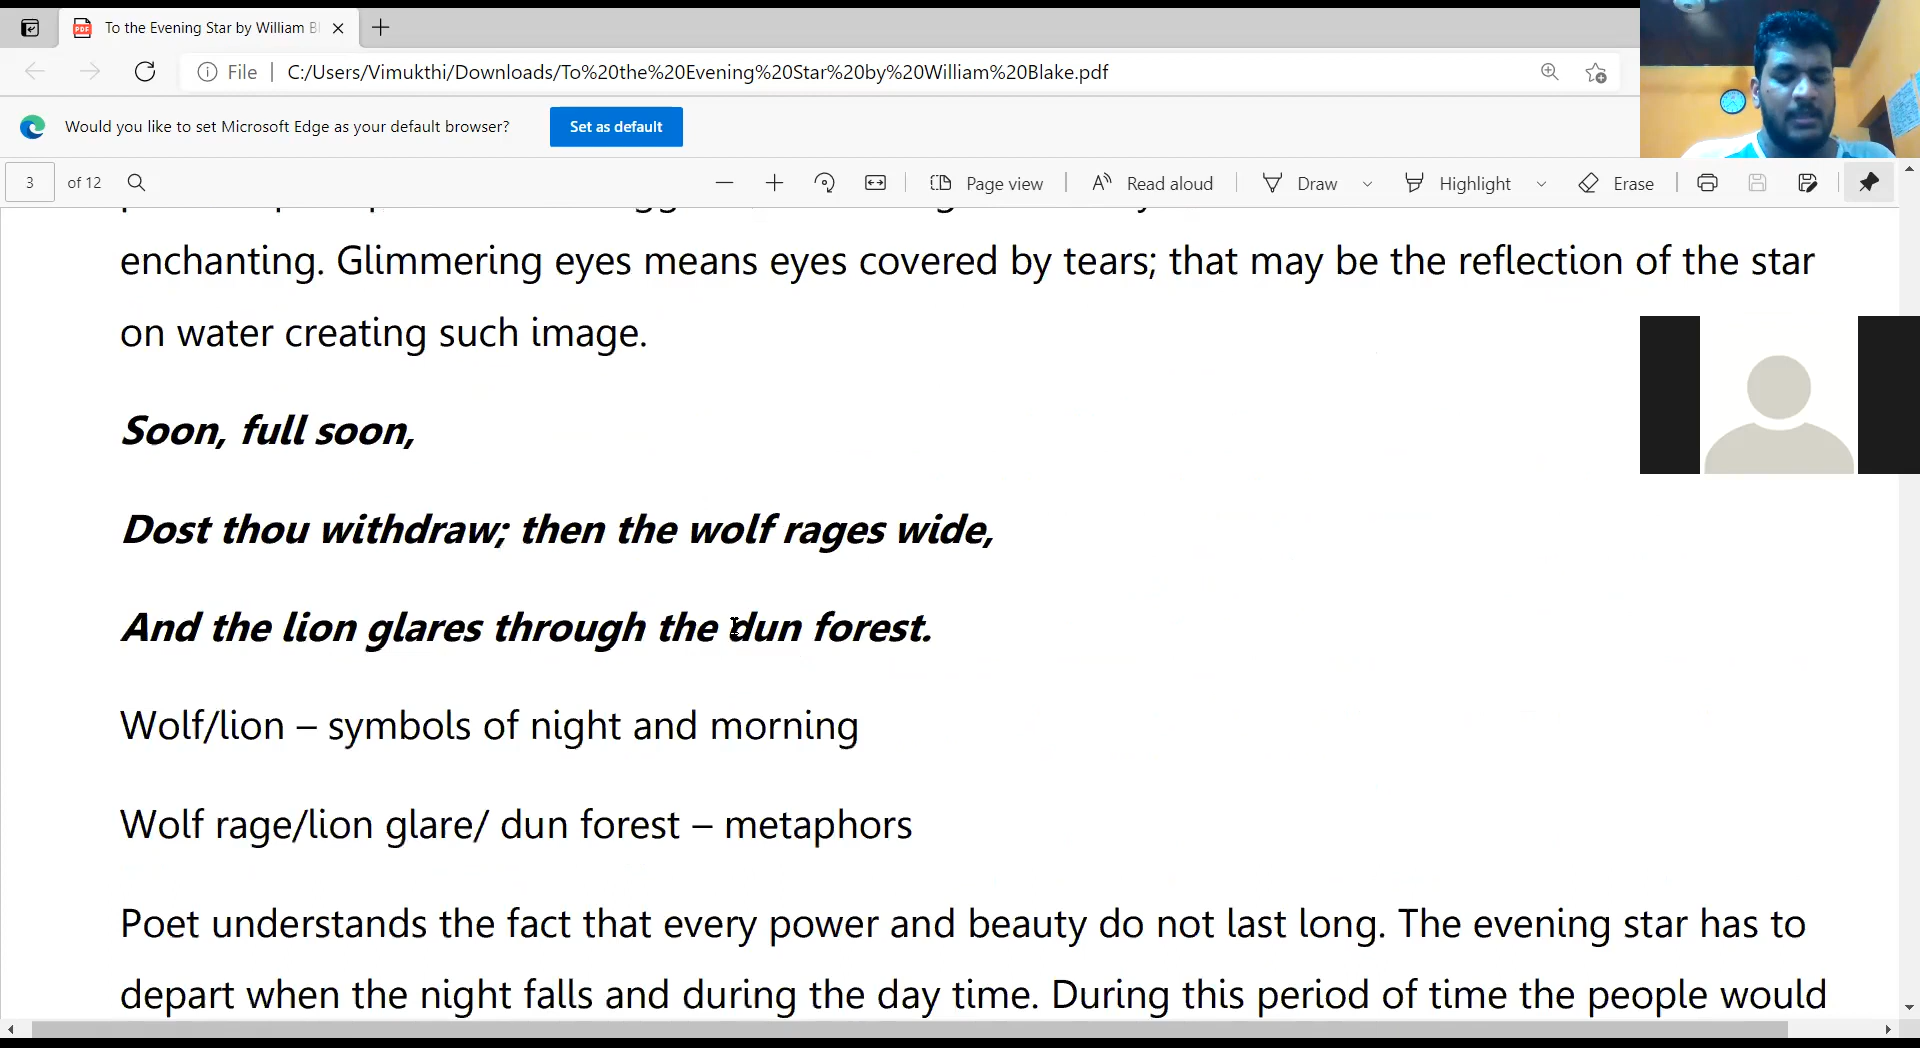 To the Evening Star by William Bl
File
C:/Users/Vimukthi/Downloads/To%20the%20Evening%20Star%20by%20William%20Blake.pdf
Would you like to set Microsoft Edge as your default browser?
Set as default
3 of 12
Page view
Read aloud
Draw
Highlight
Erase
enchanting. Glimmering eyes means eyes covered by tears; that may be the reflection of the star
on water creating such image.
Soon, full soon,
Dost thou withdraw; then the wolf rages wide,
And the lion glares through the dun forest.
Wolf/lion – symbols of night and morning
Wolf rage/lion glare/ dun forest – metaphors
Poet understands the fact that every power and beauty do not last long. The evening star has to
depart when the night falls and during the day time. During this period of time the people would